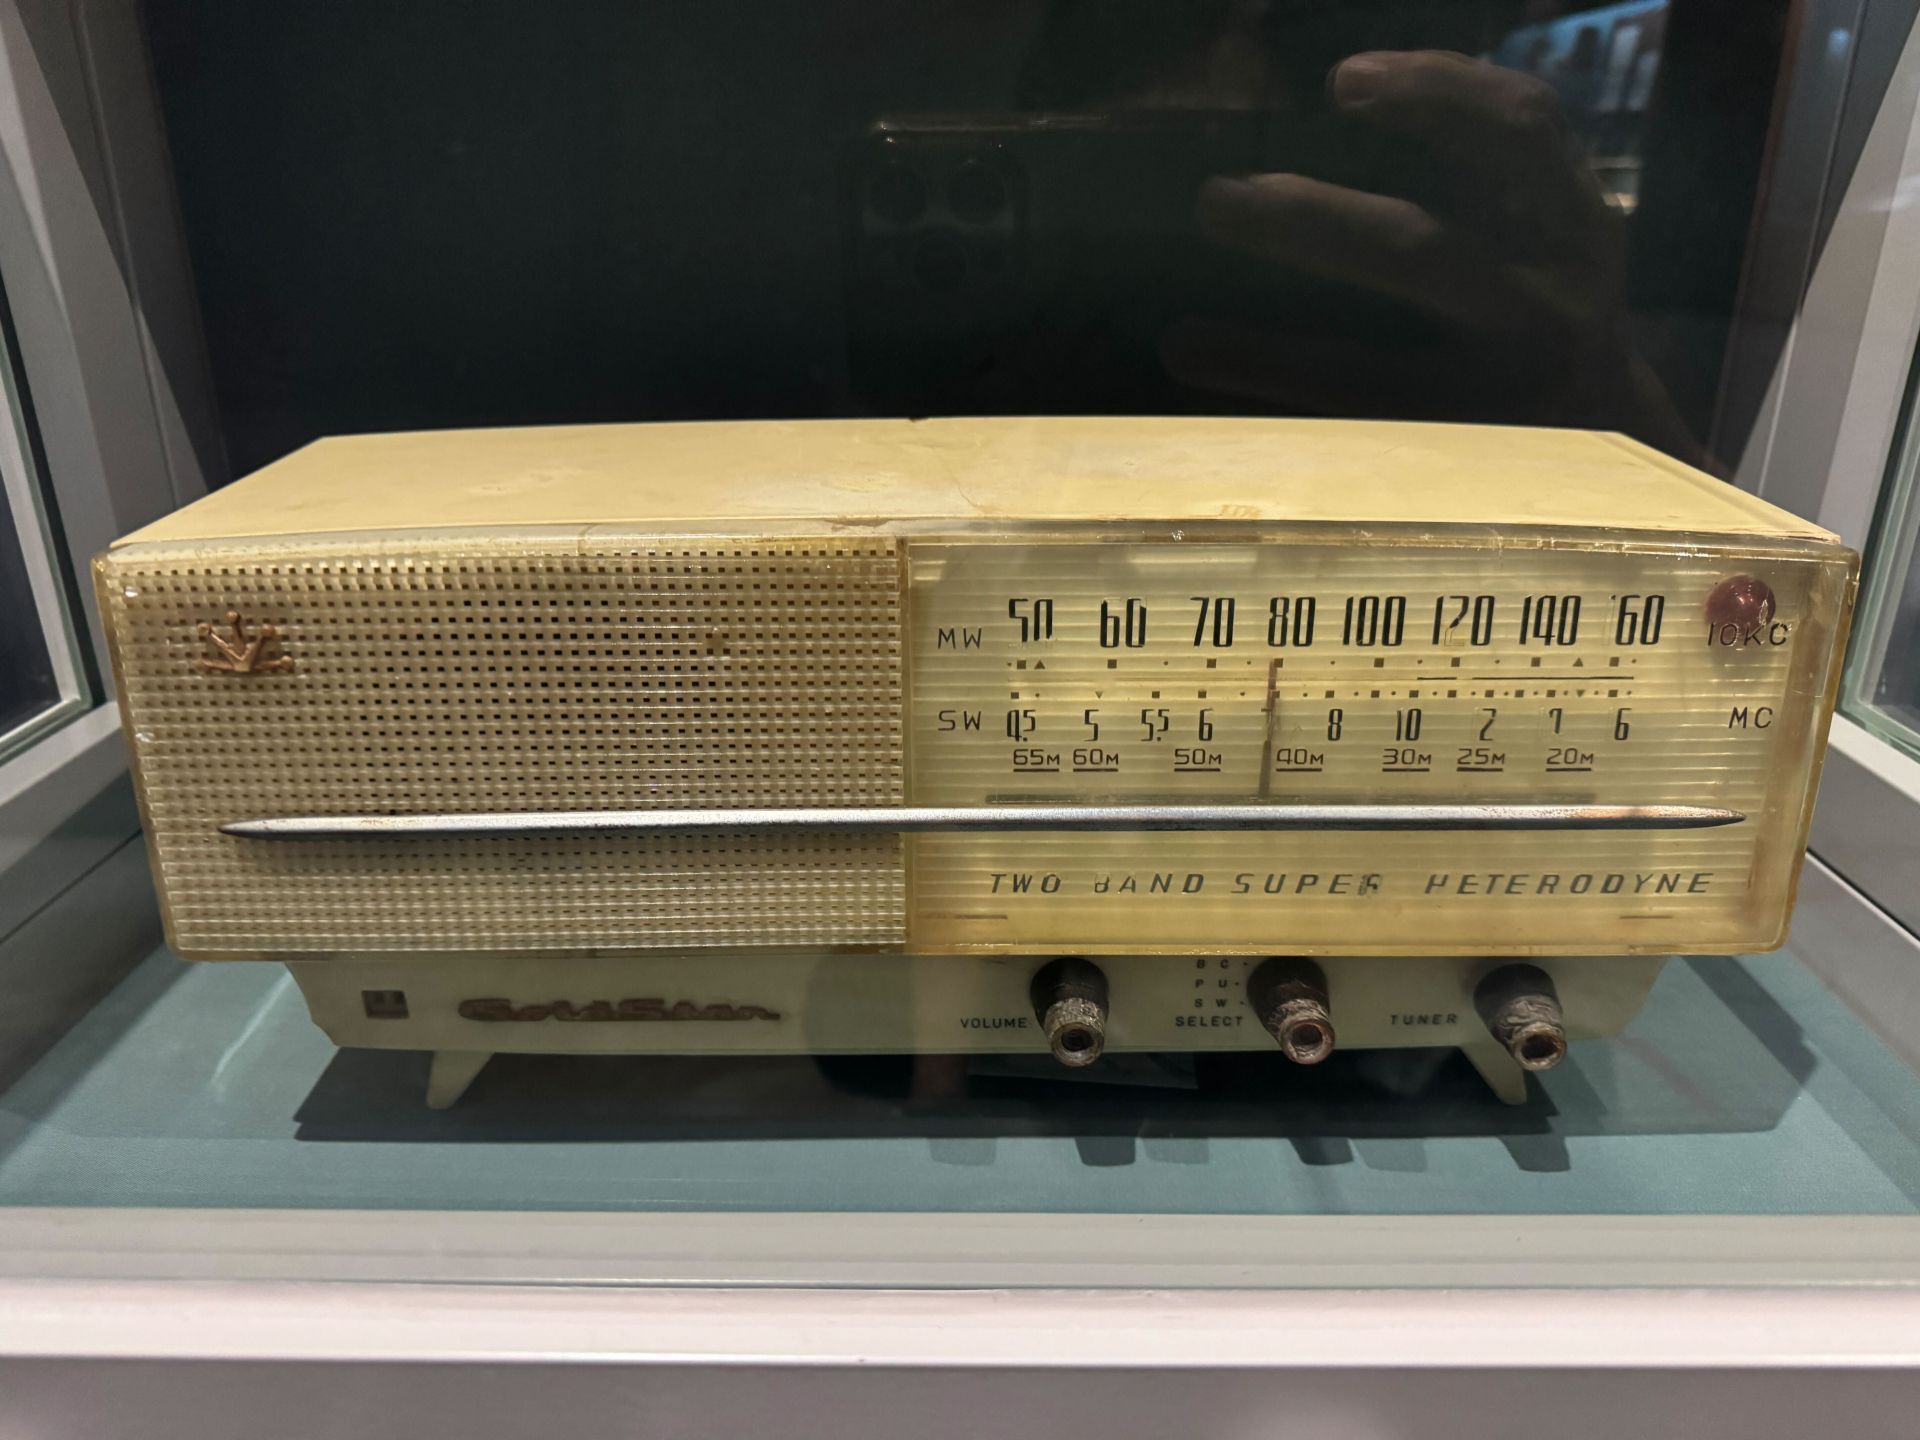 MW 50 60 70 80 100 120 140 160 10KC
SW 4.5 5 5.5 6 7 8 10 2 1 6 MC
65M 60M 50M 40M 30M 25M 20M
TWO BAND SUPER HETERODYNE
GoldStar
VOLUME
BC
PU
SW
SELECT
TUNER